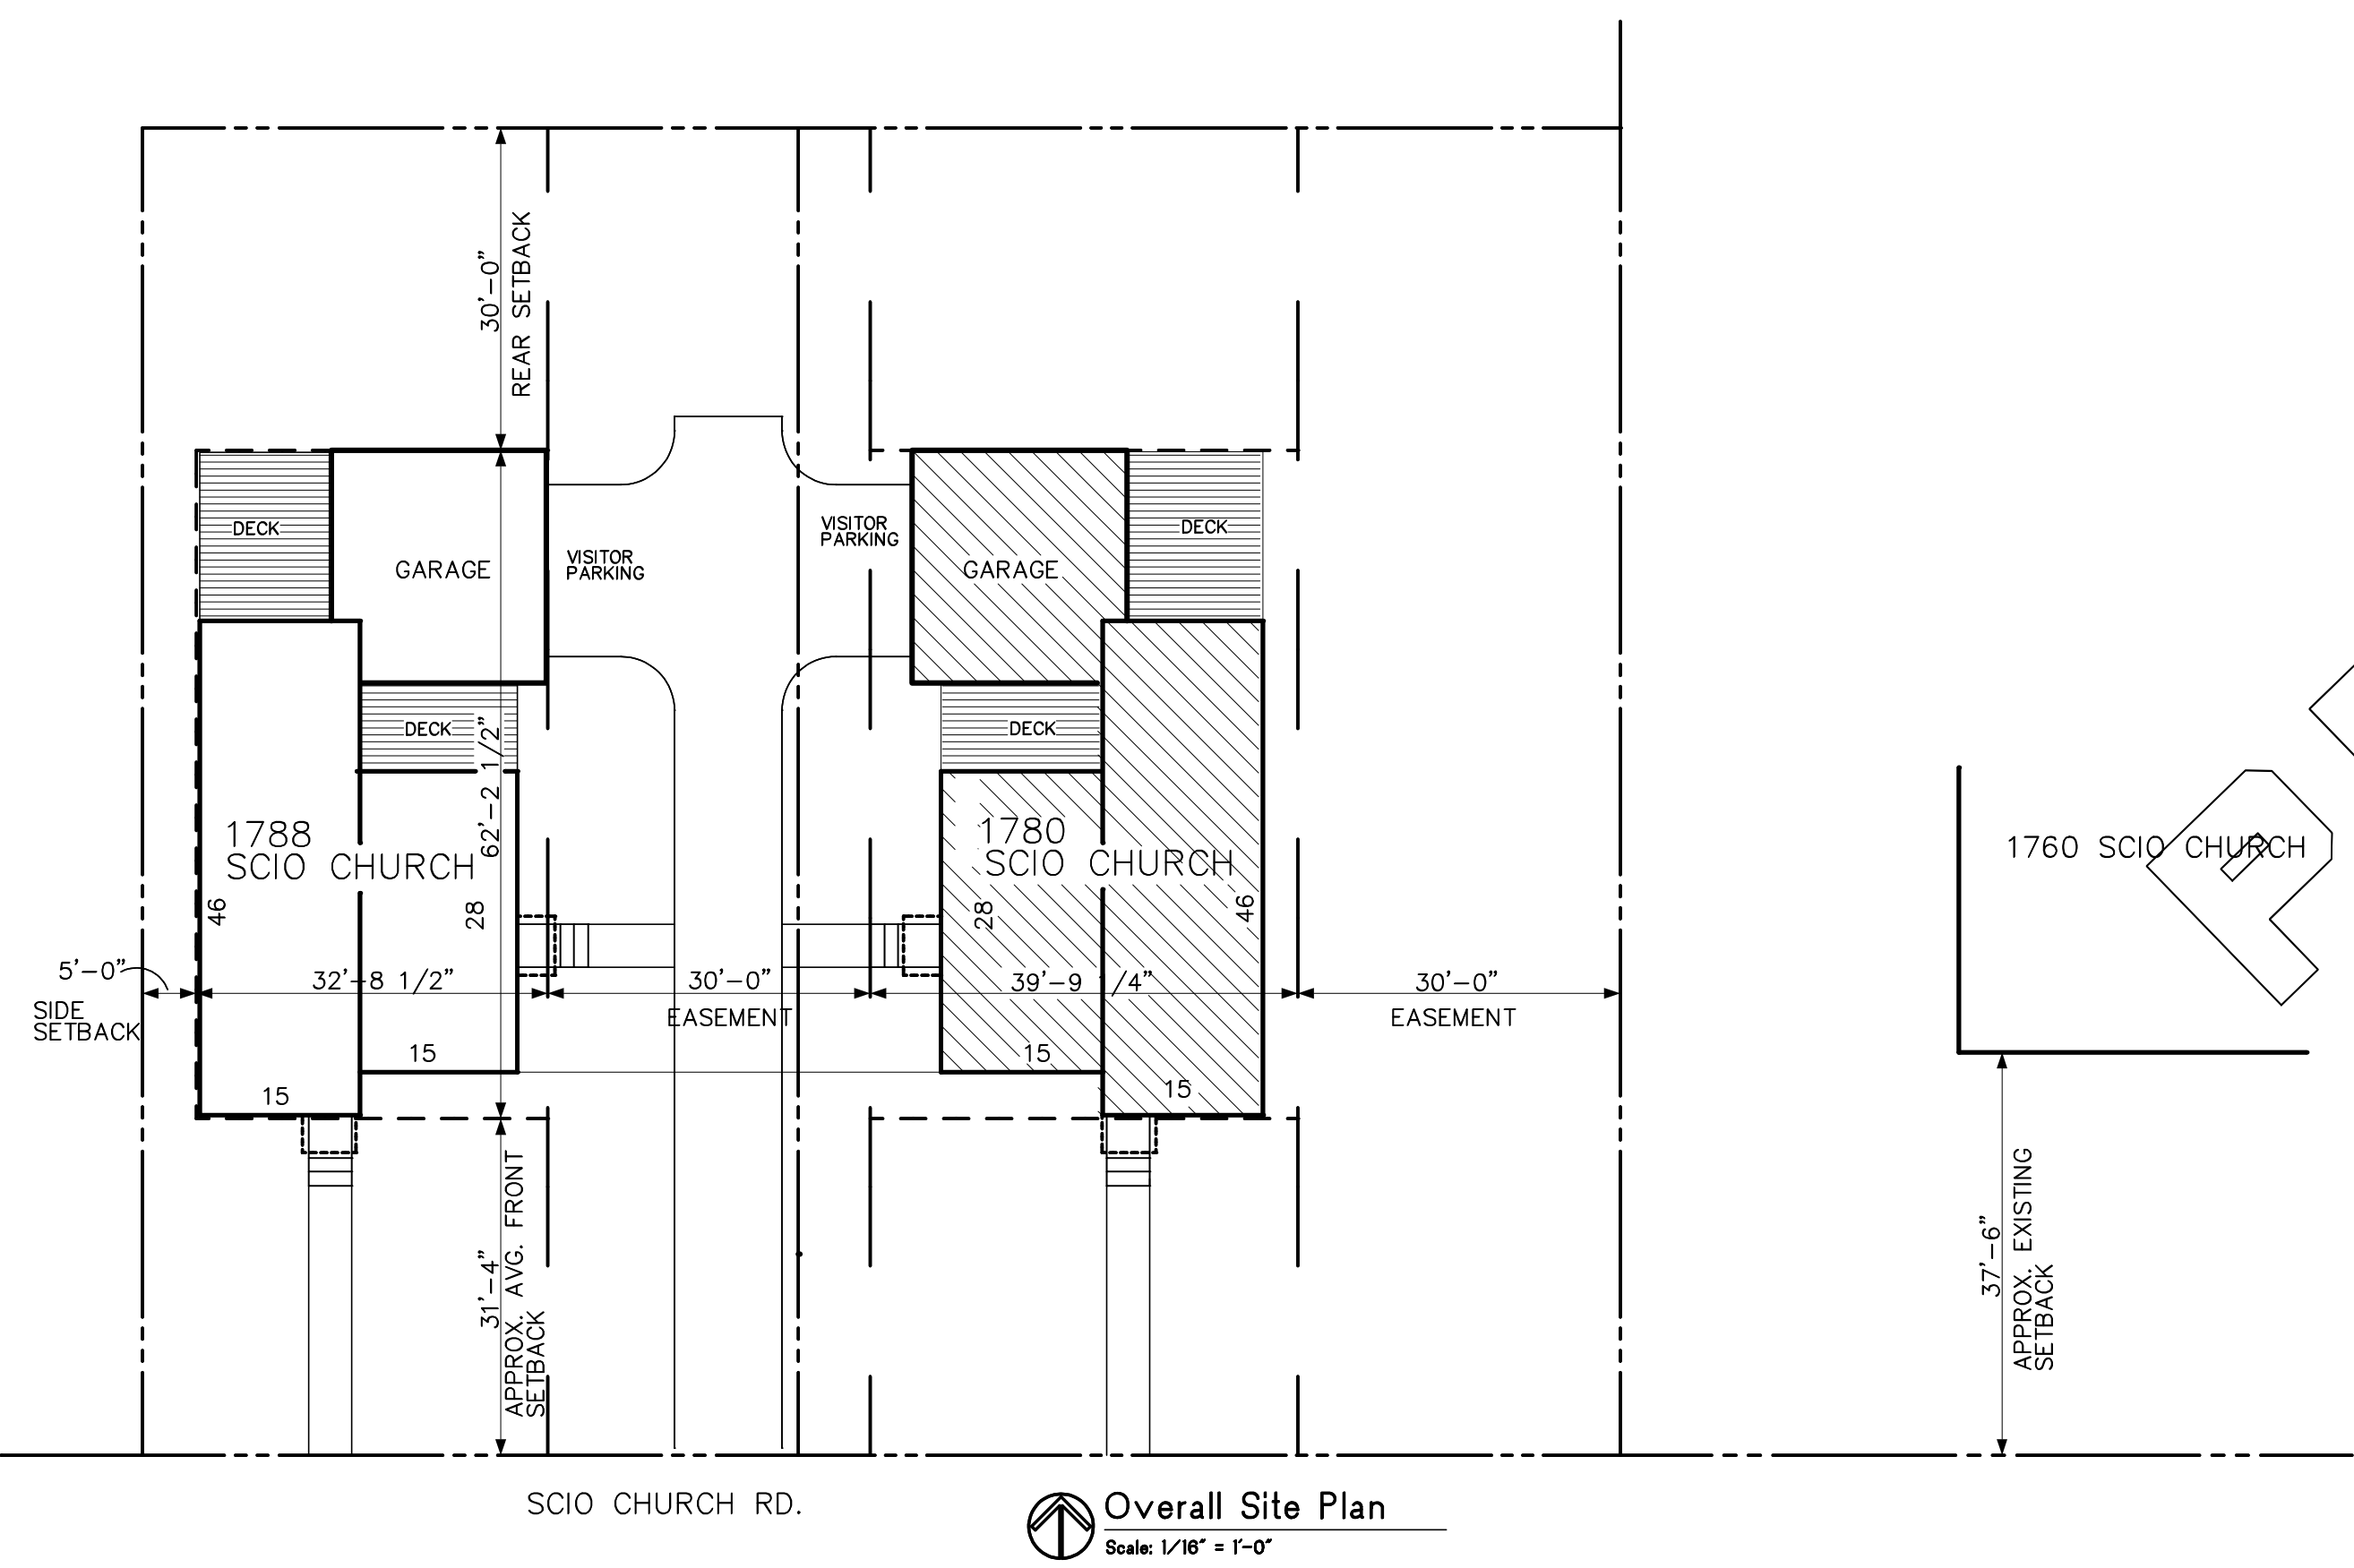 30'-0"
REAR SETBACK
DECK
GARAGE
VISITOR
PARKING
VISITOR
PARKING
GARAGE
DECK
DECK
62'-2 1/2"
DECK
1788
SCIO CHURCH
1780
SCIO CHURCH
1760 SCIO CHURCH
46
28
28
46
5'-0"
SIDE
SETBACK
32'-8 1/2"
30'-0"
EASEMENT
39'-9 1/4"
30'-0"
EASEMENT
15
15
15
15
31'-4"
APPROX. AVG. FRONT
SETBACK
37'-6"
APPROX. EXISTING
SETBACK
SCIO CHURCH RD.
Overall Site Plan
Scale: 1/16" = 1'-0"